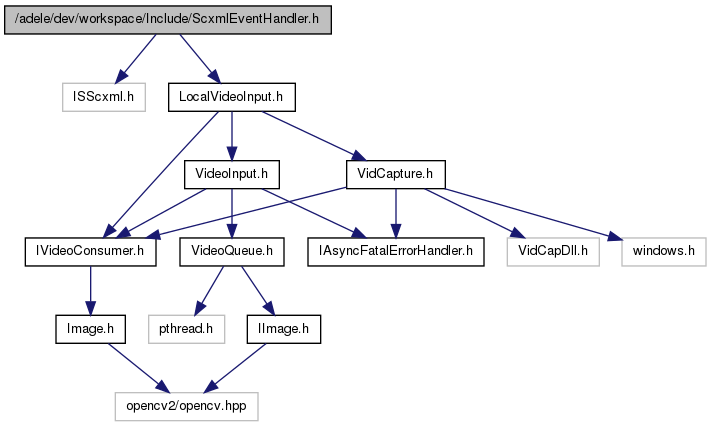 /adele/dev/workspace/Include/ScxmlEventHandler.h
ISScxml.h
LocalVideoInput.h
VideoInput.h
VidCapture.h
IVideoConsumer.h
VideoQueue.h
IAsyncFatalErrorHandler.h
VidCapDll.h
windows.h
Image.h
pthread.h
IImage.h
opencv2/opencv.hpp